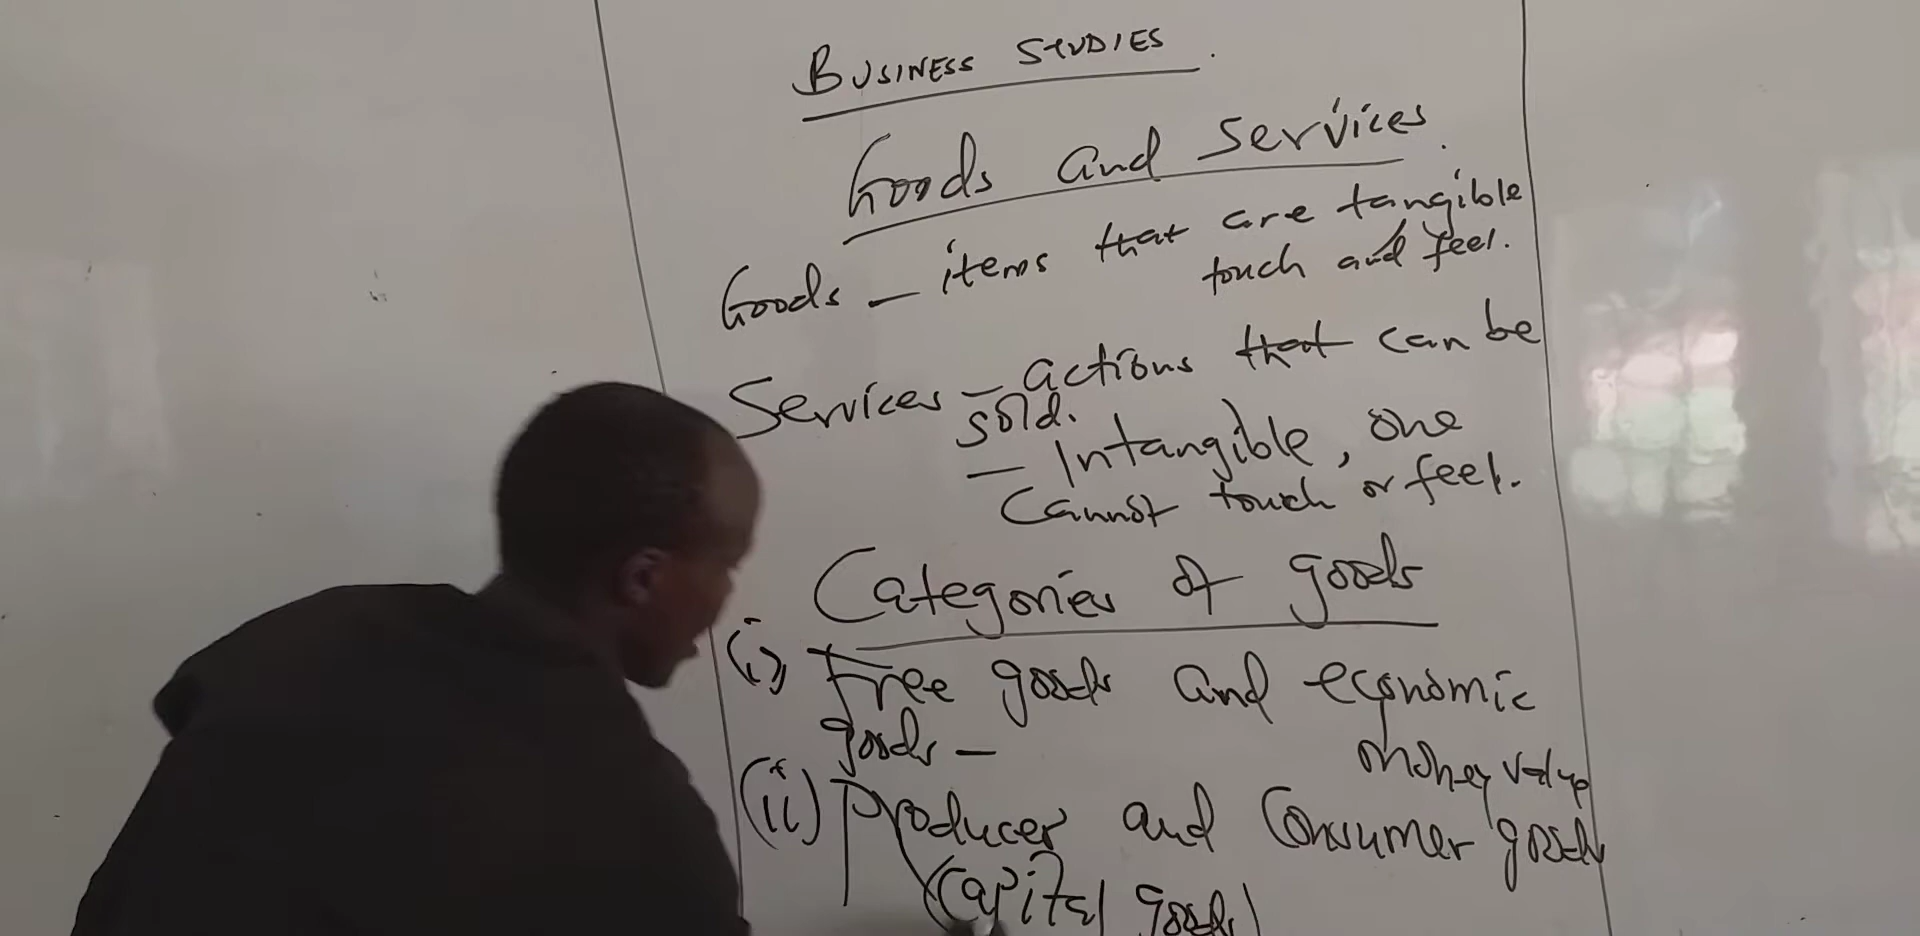 BUSINESS STUDIES.
Goods and Services.
Goods - items that are tangible
touch and feel.
Services - actions that can be
sold.
- Intangible, one
Cannot touch or feel.
Categories of goods
(i) Free goods and economic
goods -
money value
(ii) Producer and Consumer goods
(Capital goods)